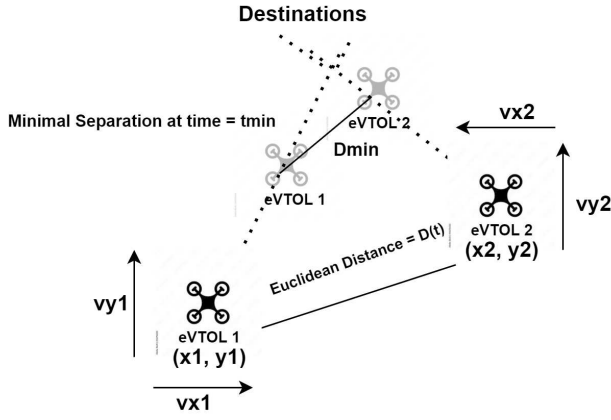 Destinations
vx2
Minimal Separation at time = tmin
eVTOL 2
Dmin
eVTOL 1
vy2
eVTOL 2
(x2, y2)
Euclidean Distance = D(t)
vy1
eVTOL 1
(x1, y1)
vx1